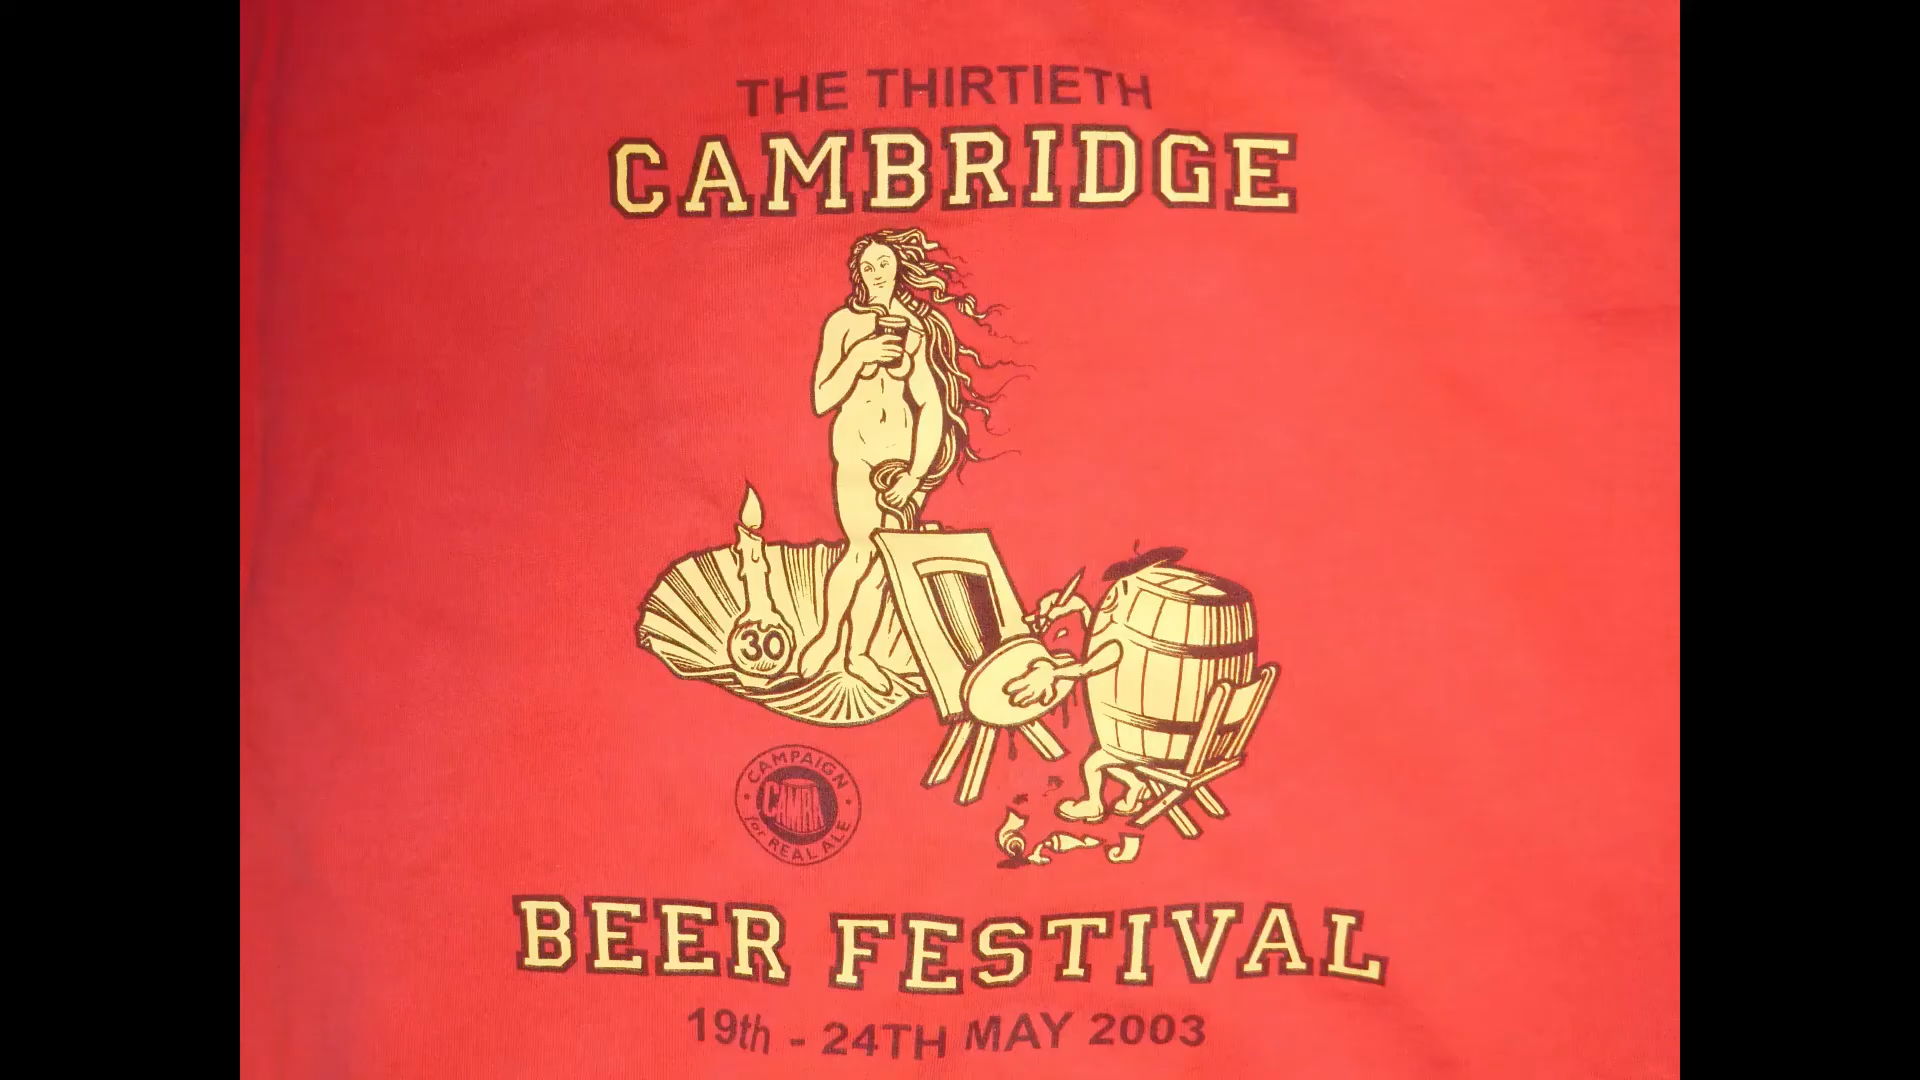 THE THIRTIETH
CAMBRIDGE
30
CAMPAIGN
CAMRA
for REAL ALE
BEER FESTIVAL
19th - 24TH MAY 2003